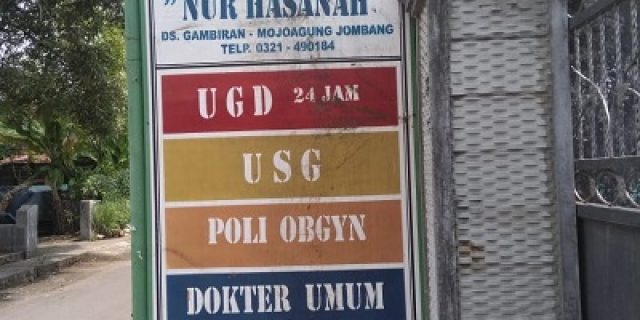 "NUR HASANAH"
DS. GAMBIRAN - MOJOAGUNG JOMBANG
TELP. 0321 - 490184
UGD 24 JAM
USG
POLI OBGYN
DOKTER UMUM